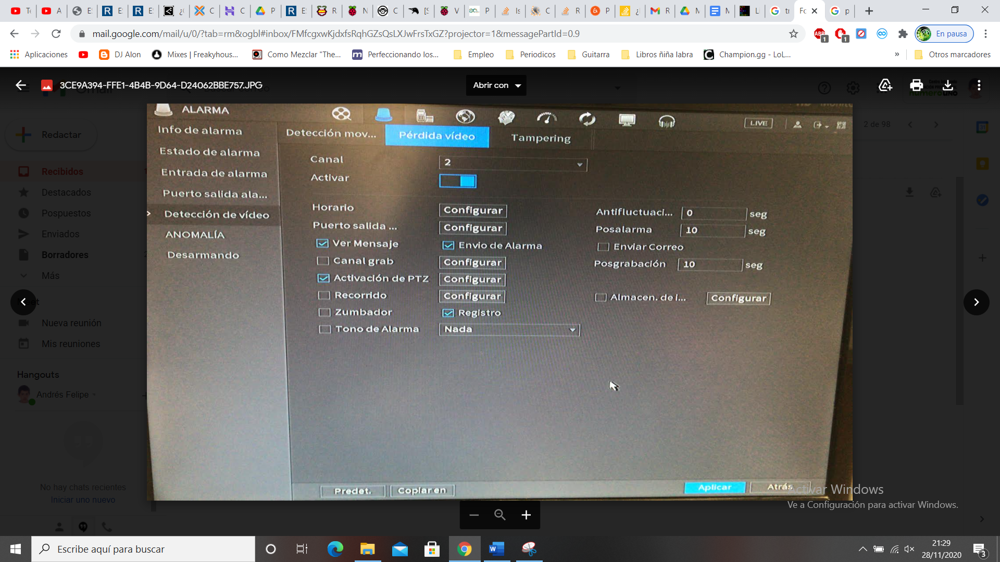 mail.google.com/mail/u/0/?tab=rm&ogbl#inbox/FMfcgxwKjdxfsRqhGZsQsLXJwFrsTxGZ?projector=1&messagePartId=0.9
En pausa
Aplicaciones
DJ Alon
Mixes | Freakyhous...
Como Mezclar "The...
Perfeccionando los...
Empleo
Periodicos
Guitarra
Libros ñiña labra
Champion.gg - LoL...
»
Otros marcadores
3CE9A394-FFE1-4B4B-9D64-D24062BBE757.JPG
Abrir con
2 de 98
Redactar
Recibidos
Destacados
Pospuestos
Enviados
Borradores
Más
Nueva reunión
Mis reuniones
Hangouts
Andrés Felipe
No hay chats recientes
Iniciar uno nuevo
ALARMA
LIVE
Info de alarma
Estado de alarma
Entrada de alarma
Puerto salida ala...
Detección de vídeo
ANOMALÍA
Desarmando
Detección mov...
Pérdida vídeo
Tampering
Canal
2
Activar
Horario
Configurar
Antifluctuaci...
0
seg
Puerto salida ...
Configurar
Posalarma
10
seg
Ver Mensaje
Envio de Alarma
Enviar Correo
Canal grab
Configurar
Posgrabación
10
seg
Activación de PTZ
Configurar
Recorrido
Configurar
Almacen. de i...
Configurar
Zumbador
Registro
Tono de Alarma
Nada
Predet.
Copiar en
Aplicar
Atrás
Activar Windows
Ve a Configuración para activar Windows.
Escribe aquí para buscar
21:29
28/11/2020
3